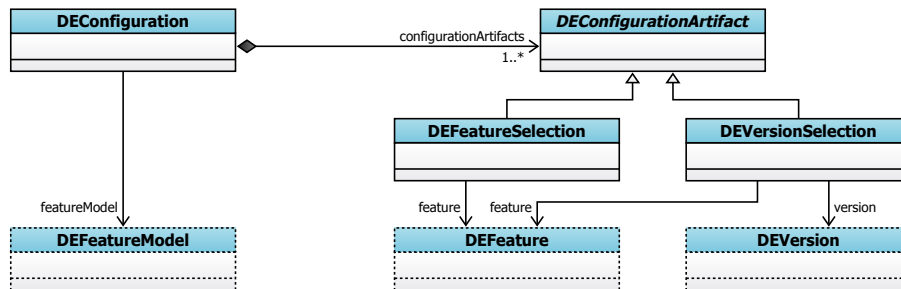 DEConfiguration
DEConfigurationArtifact
configurationArtifacts
1..*
DEFeatureSelection
DEVersionSelection
featureModel
feature
feature
version
DEFeatureModel
DEFeature
DEVersion